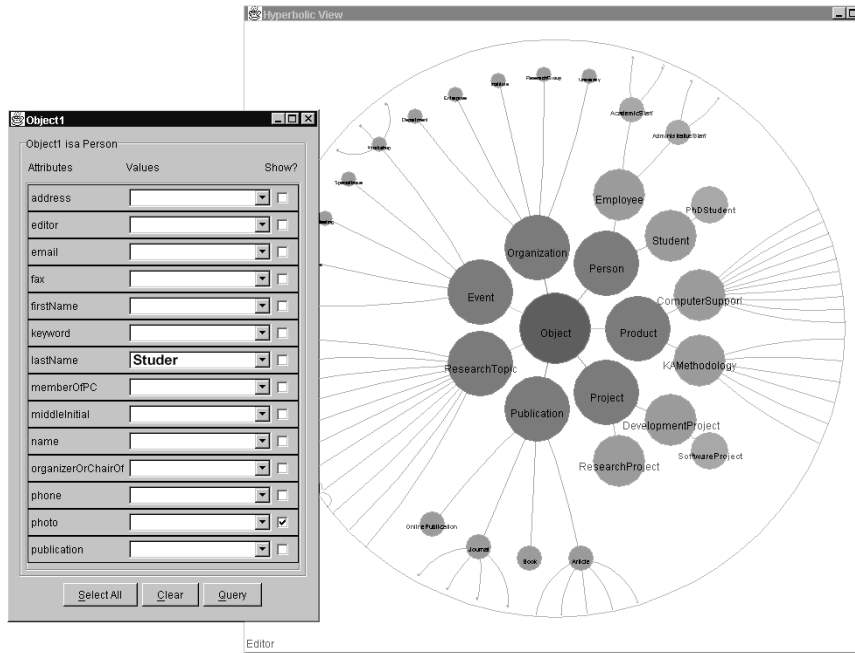 Hyperbolic View
Object1
Object1 isa Person
Attributes Values Show?
address
editor
email
fax
firstName
keyword
lastName Studer
memberOfPC
middleInitial
name
organizerOrChairOf
phone
photo
publication
Select All Clear Query
University
ResearchGroup
Institute
Enterprise
Department
Workshop
SpecialIssue
AcademicStaff
AdministrativeStaff
Employee
PhDStudent
Student
Organization
Person
Event
ComputerSupport
Object
Product
ResearchTopic
KAMethodology
Project
Publication
DevelopmentProject
SoftwareProject
ResearchProject
OnlinePublication
Journal
Book
Article
Editor